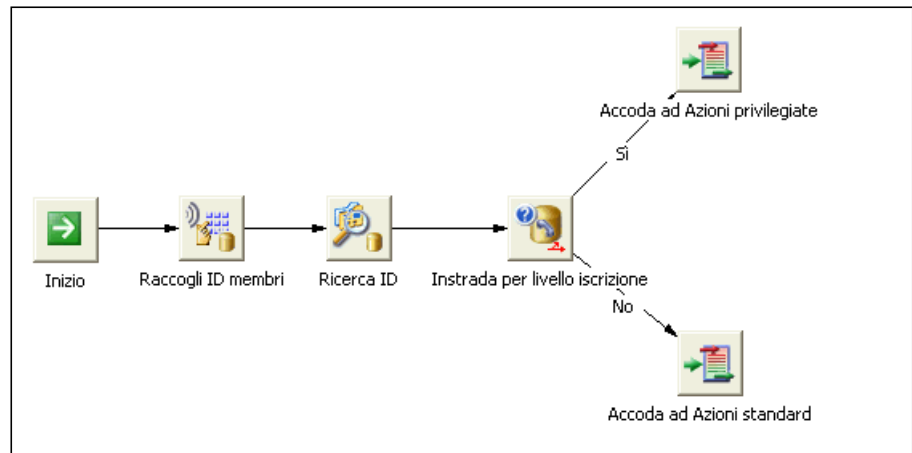 Accoda ad Azioni privilegiate
Sì
Inizio
Raccogli ID membri
Ricerca ID
Instrada per livello iscrizione
No
Accoda ad Azioni standard